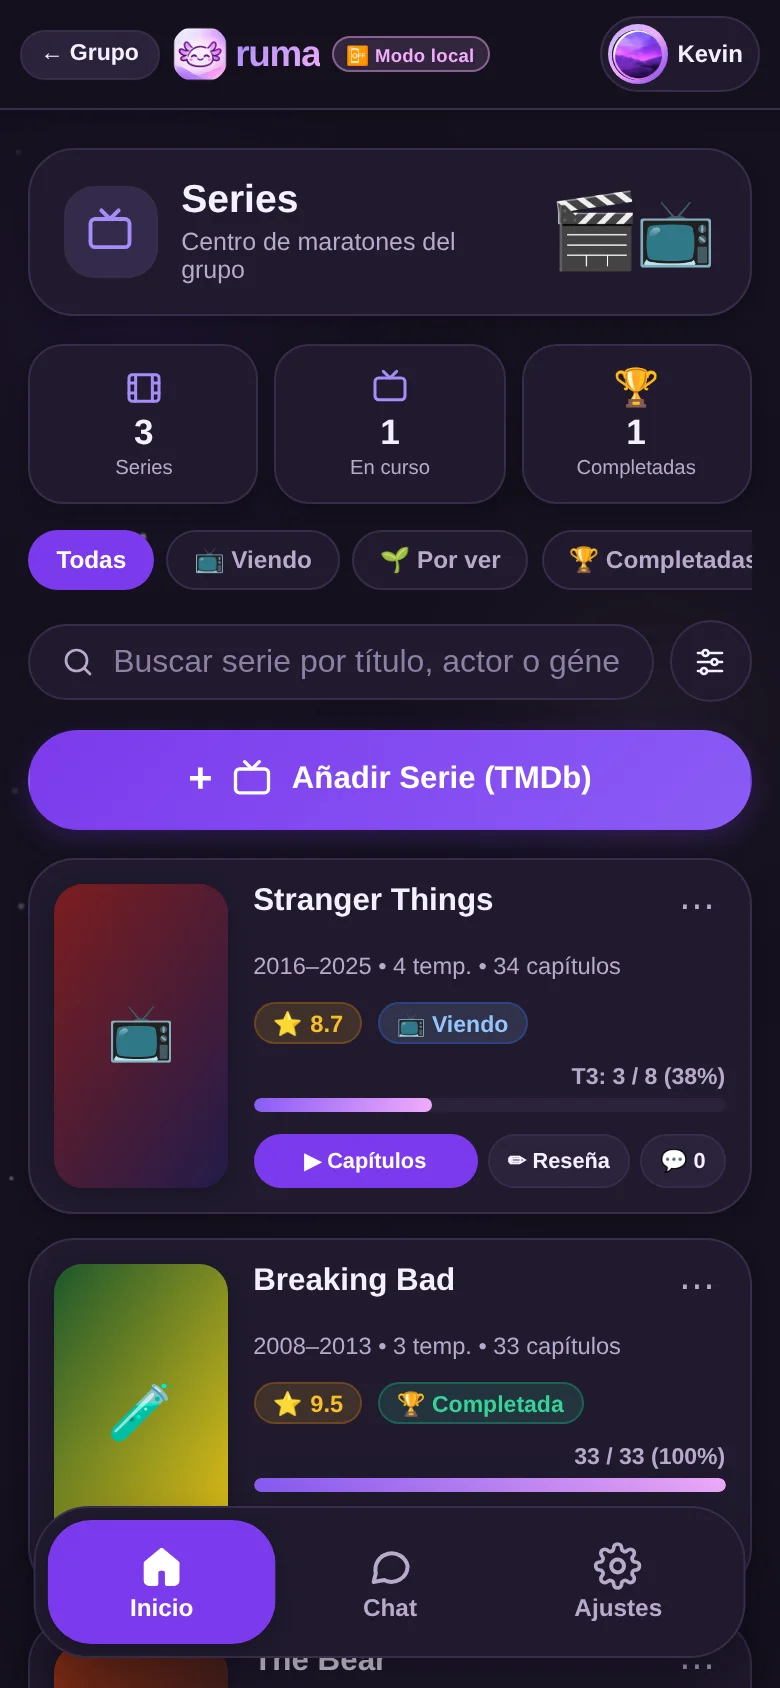 ← Grupo
ruma
Modo local
Kevin
Series
Centro de maratones del
grupo
3
Series
1
En curso
1
Completadas
Todas
Viendo
Por ver
Completadas
Buscar serie por título, actor o géne
+ Añadir Serie (TMDb)
Stranger Things
...
2016–2025 • 4 temp. • 34 capítulos
8.7
Viendo
T3: 3 / 8 (38%)
▶ Capítulos
✏ Reseña
💬 0
Breaking Bad
...
2008–2013 • 3 temp. • 33 capítulos
9.5
Completada
33 / 33 (100%)
Inicio
Chat
Ajustes
The Bear
...